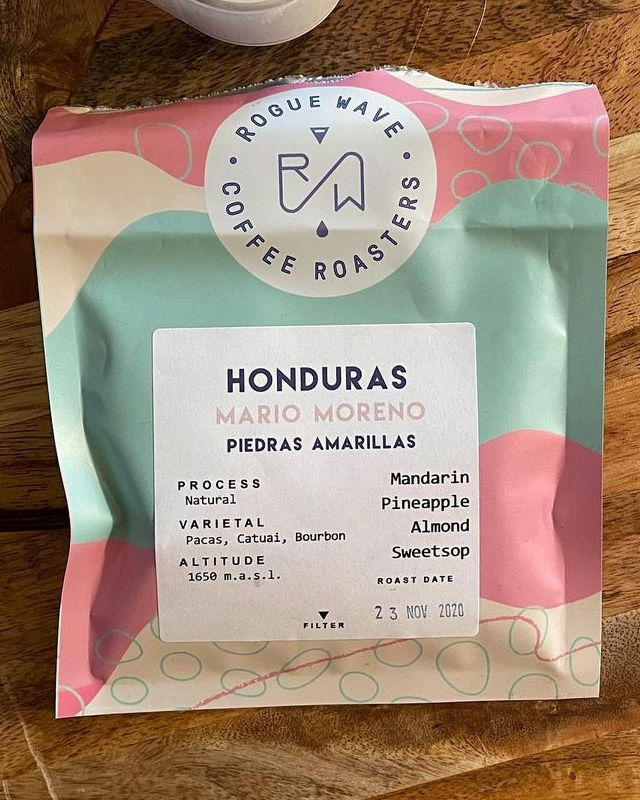 ROGUE WAVE
RW
COFFEE ROASTERS
HONDURAS
MARIO MORENO
PIEDRAS AMARILLAS
PROCESS
Natural
VARIETAL
Pacas, Catuai, Bourbon
ALTITUDE
1650 m.a.s.l.
Mandarin
Pineapple
Almond
Sweetsop
ROAST DATE
23 NOV 2020
FILTER